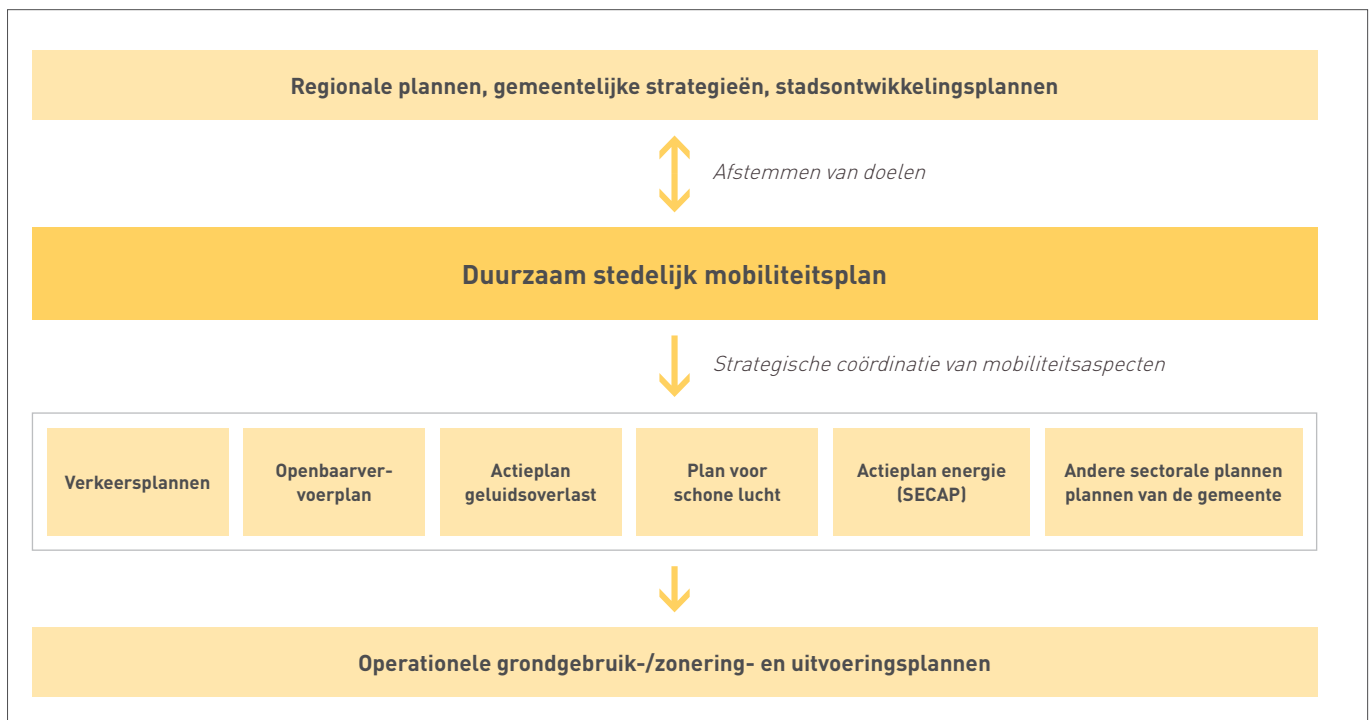 Regionale plannen, gemeentelijke strategieën, stadsontwikkelingsplannen
Afstemmen van doelen
Duurzaam stedelijk mobiliteitsplan
Strategische coördinatie van mobiliteitsaspecten
Verkeersplannen
Openbaarver-
voerplan
Actieplan
geluidsoverlast
Plan voor
schone lucht
Actieplan energie
(SECAP)
Andere sectorale plannen
plannen van de gemeente
Operationele grondgebruik-/zonering- en uitvoeringsplannen